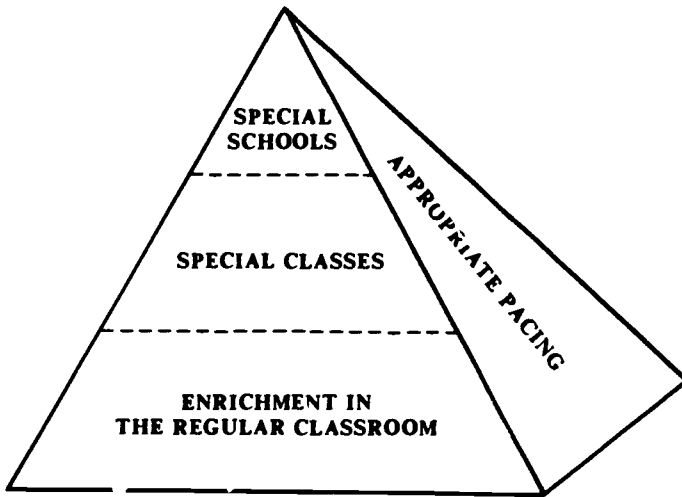 SPECIAL
SCHOOLS
SPECIAL CLASSES
ENRICHMENT IN
THE REGULAR CLASSROOM
APPROPRIATE PACING